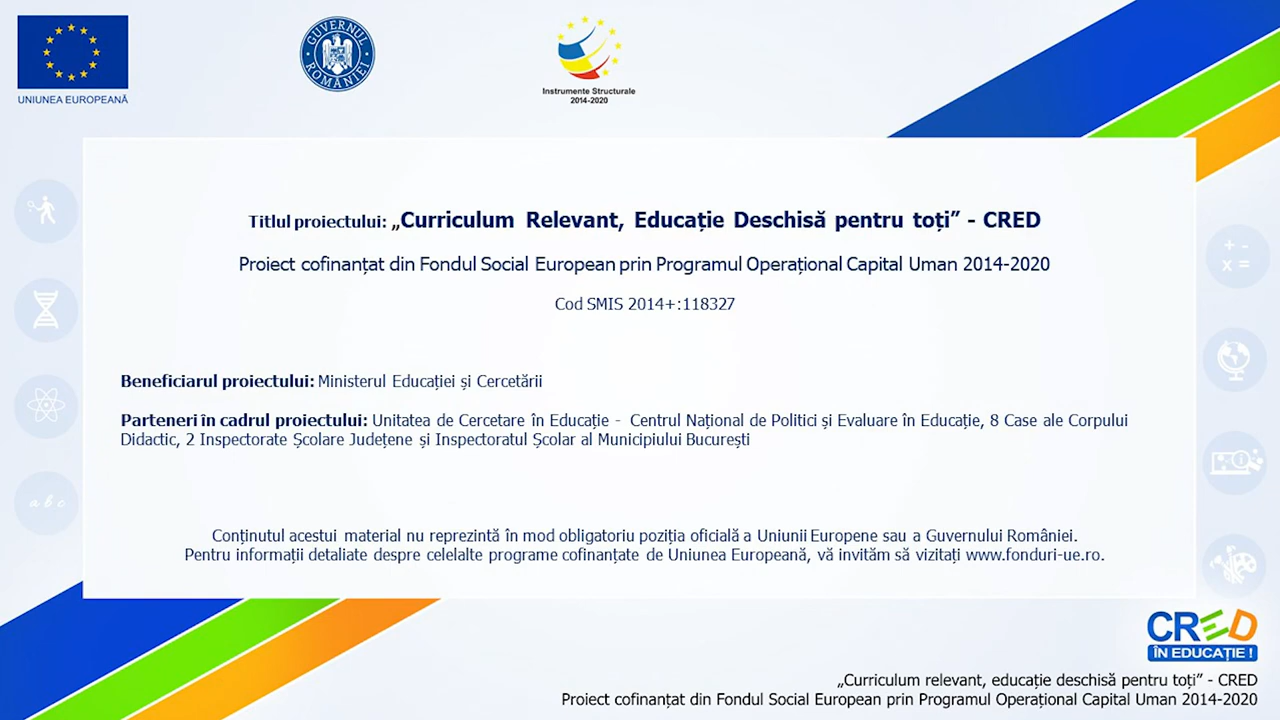 UNIUNEA EUROPEANĂ
GUVERNUL ROMÂNIEI
Instrumente Structurale
2014-2020
Titlul proiectului: „Curriculum Relevant, Educație Deschisă pentru toți” - CRED
Proiect cofinanțat din Fondul Social European prin Programul Operațional Capital Uman 2014-2020
Cod SMIS 2014+:118327
+ -
x =
Beneficiarul proiectului: Ministerul Educației și Cercetării
Parteneri în cadrul proiectului: Unitatea de Cercetare în Educație - Centrul Național de Politici și Evaluare în Educație, 8 Case ale Corpului
Didactic, 2 Inspectorate Școlare Județene și Inspectoratul Școlar al Municipiului București
a b c
Conținutul acestui material nu reprezintă în mod obligatoriu poziția oficială a Uniunii Europene sau a Guvernului României.
Pentru informații detaliate despre celelalte programe cofinanțate de Uniunea Europeană, vă invităm să vizitați www.fonduri-ue.ro.
CRED
ÎN EDUCAȚIE !
„Curriculum relevant, educație deschisă pentru toți” - CRED
Proiect cofinanțat din Fondul Social European prin Programul Operațional Capital Uman 2014-2020